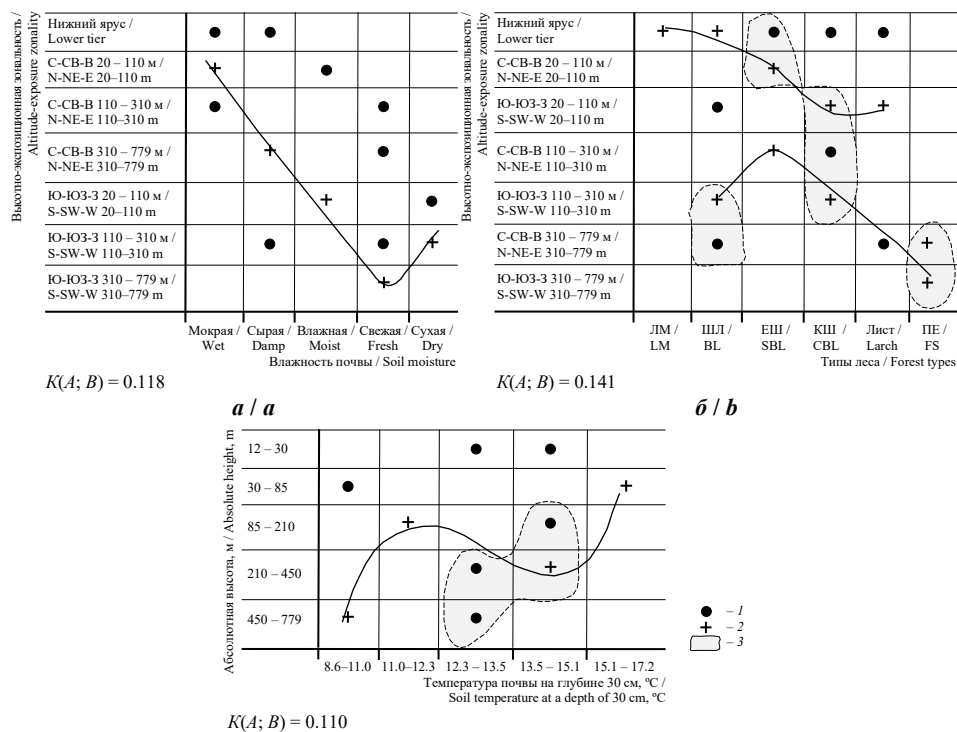 Высотно-экспозиционная зональность /
Altitude-exposure zonality
Нижний ярус /
Lower tier
С-СВ-В 20 – 110 м /
N-NE-E 20–110 m
С-СВ-В 110 – 310 м /
N-NE-E 110–310 m
С-СВ-В 310 – 779 м /
N-NE-E 310–779 m
Ю-ЮЗ-З 20 – 110 м /
S-SW-W 20–110 m
Ю-ЮЗ-З 110 – 310 м /
S-SW-W 110–310 m
Ю-ЮЗ-З 310 – 779 м /
S-SW-W 310–779 m
Мокрая / Сырая / Влажная / Свежая / Сухая /
Wet Damp Moist Fresh Dry
Влажность почвы / Soil moisture
K(A; B) = 0.118
а / a
Высотно-экспозиционная зональность /
Altitude-exposure zonality
Нижний ярус /
Lower tier
С-СВ-В 20 – 110 м /
N-NE-E 20–110 m
Ю-ЮЗ-З 20 – 110 м /
S-SW-W 20–110 m
С-СВ-В 110 – 310 м /
N-NE-E 110–310 m
Ю-ЮЗ-З 110 – 310 м /
S-SW-W 110–310 m
С-СВ-В 310 – 779 м /
N-NE-E 310–779 m
Ю-ЮЗ-З 310 – 779 м /
S-SW-W 310–779 m
ЛМ / ШЛ / ЕШ / КШ / Лист / ПЕ /
LM BL SBL CBL Larch FS
Типы леса / Forest types
K(A; B) = 0.141
б / b
Абсолютная высота, м / Absolute height, m
12 – 30
30 – 85
85 – 210
210 – 450
450 – 779
8.6–11.0 11.0–12.3 12.3 – 13.5 13.5 – 15.1 15.1 – 17.2
Температура почвы на глубине 30 см, ºС /
Soil temperature at a depth of 30 cm, ºC
K(A; B) = 0.110
– 1
– 2
– 3